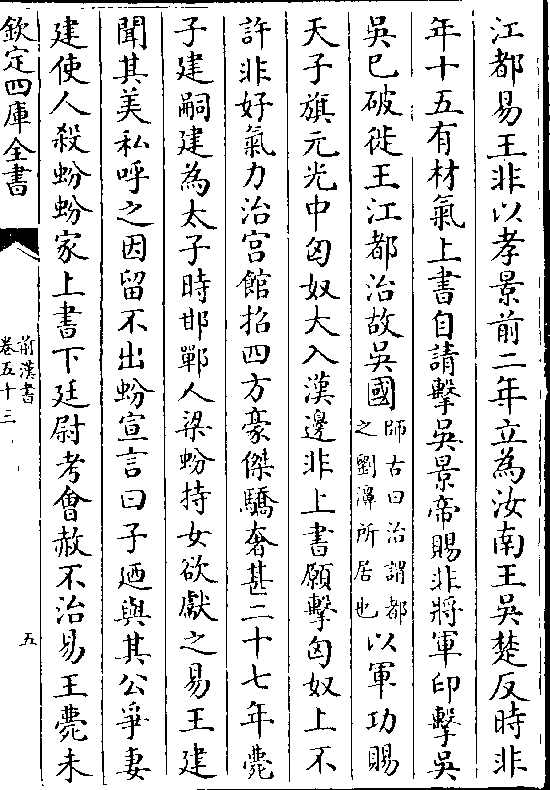 江都易王非以孝景前二年立為汝南王吳楚反時非
年十五有材氣上書自請擊吳景帝賜非將軍印擊吳
吳已破徙王江都治故吳國師古曰治謂都之劉濞所居也以軍功賜
天子旗元光中匈奴大入漢邊非上書願擊匈奴上不
許非好氣力治宮館招四方豪傑驕奢甚二十七年薨
子建嗣建為太子時邯鄲人梁蚡持女欲獻之易王建
聞其美私呼之因留不出蚡宣言曰子迺與其公爭妻
建使人殺蚡蚡家上書下廷尉考會赦不治易王薨未
欽定四庫全書
前漢書
卷五十三
五